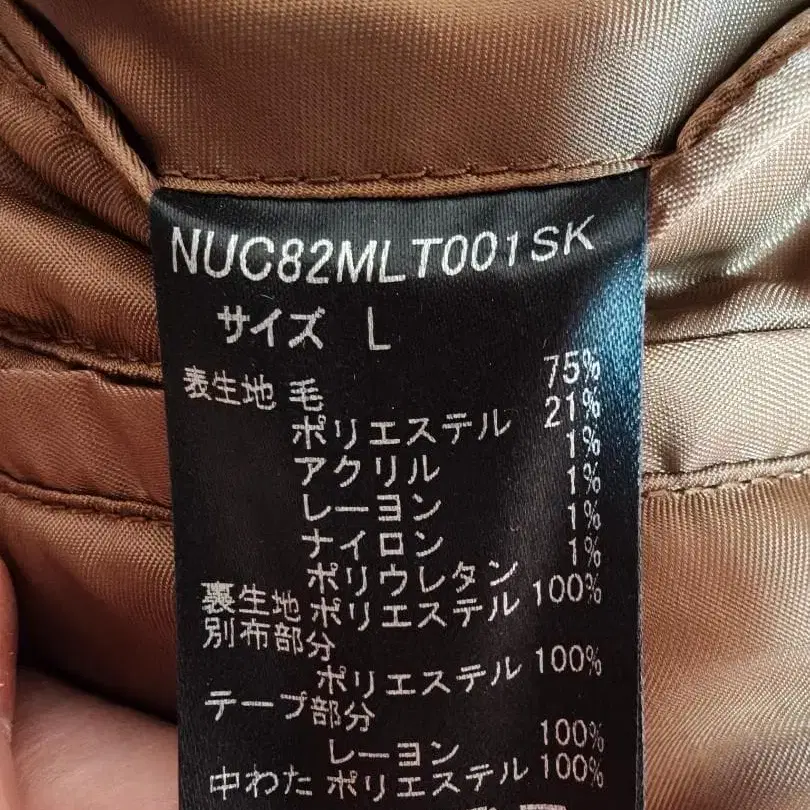 NUC82MLT001SK
サイズ L
表生地 毛 75%
ポリエステル 21%
アクリル 1%
レーヨン 1%
ナイロン 1%
ポリウレタン 1%
裏生地 ポリエステル 100%
別布部分
ポリエステル 100%
テープ部分
レーヨン 100%
中わた ポリエステル 100%